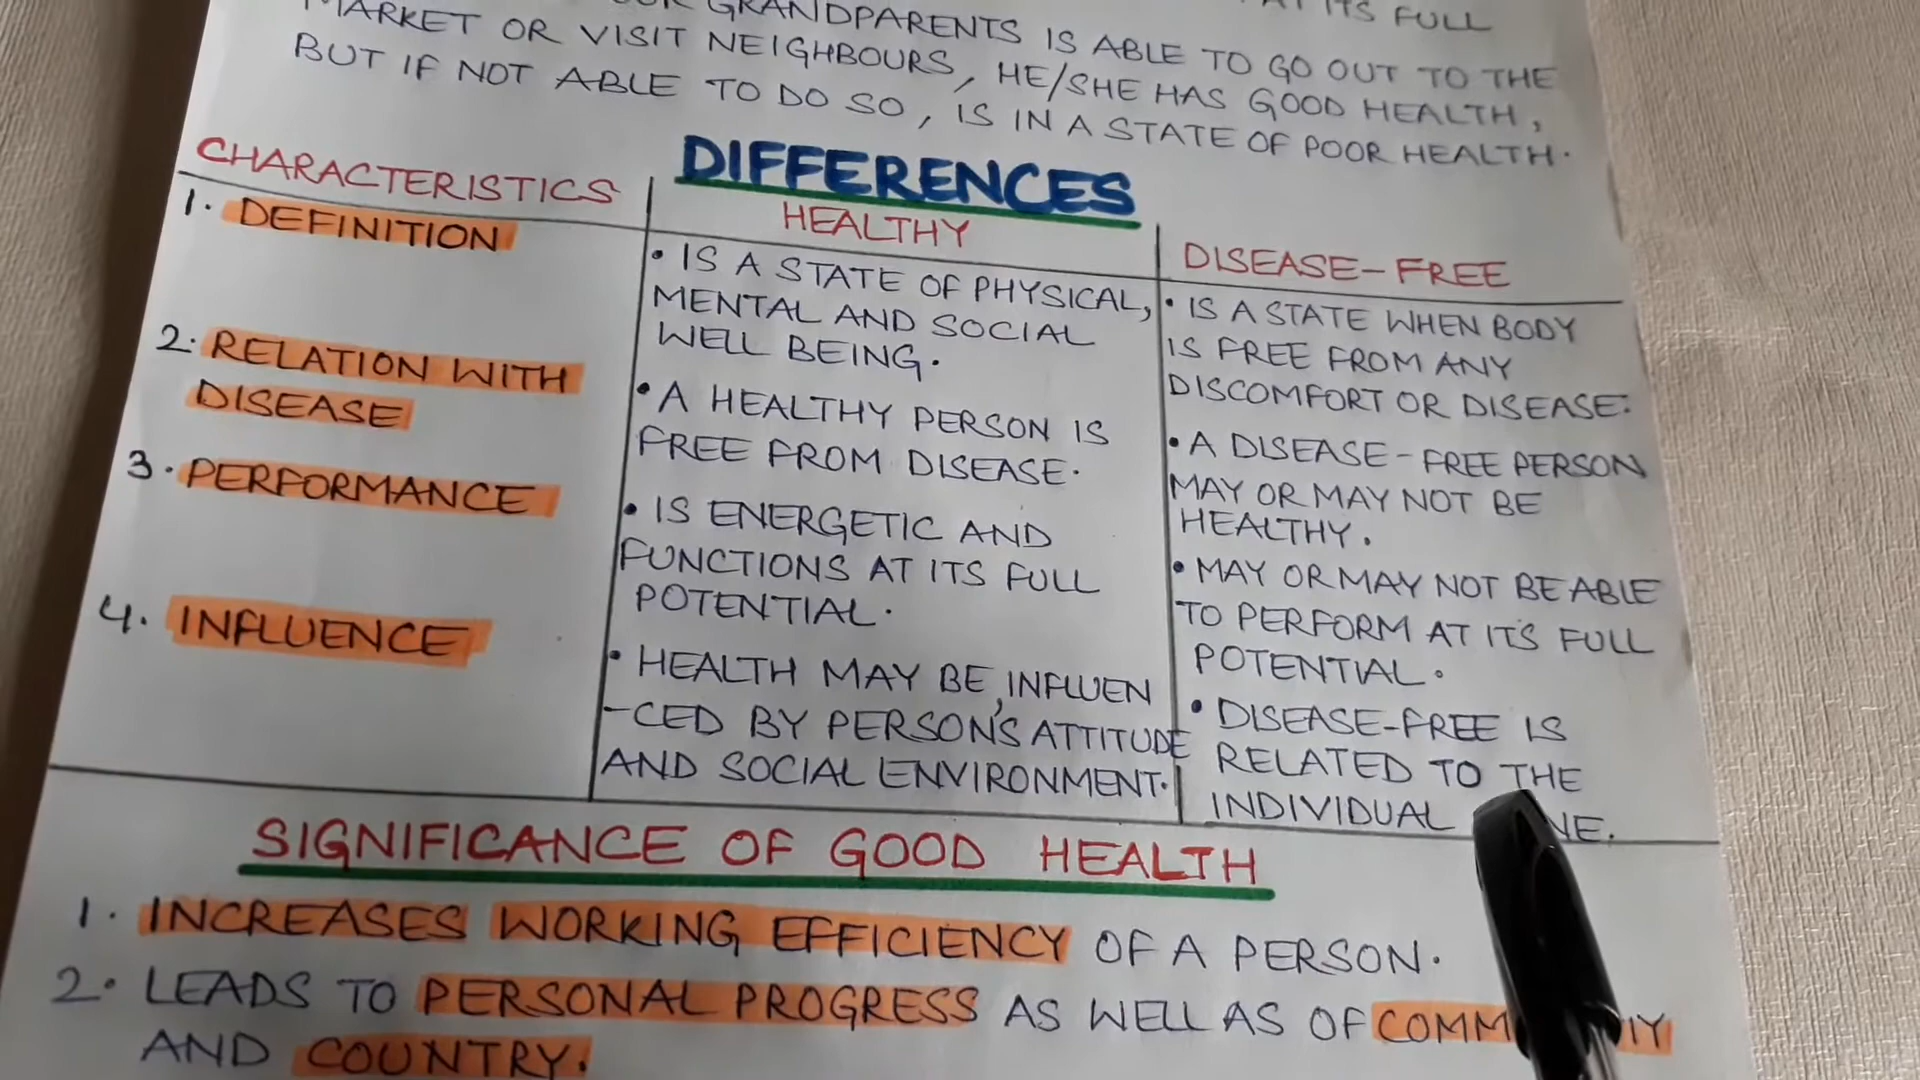 GRANDPARENTS IS ABLE TO GO OUT TO THE
AT ITS FULL
MARKET OR VISIT NEIGHBOURS, HE/SHE HAS GOOD HEALTH,
BUT IF NOT ABLE TO DO SO, IS IN A STATE OF POOR HEALTH.
DIFFERENCES
CHARACTERISTICS
HEALTHY
DISEASE-FREE
1. DEFINITION
• IS A STATE OF PHYSICAL,
MENTAL AND SOCIAL
WELL BEING.
• IS A STATE WHEN BODY
IS FREE FROM ANY
DISCOMFORT OR DISEASE.
2. RELATION WITH
DISEASE
• A HEALTHY PERSON IS
FREE FROM DISEASE.
• A DISEASE-FREE PERSON
MAY OR MAY NOT BE
HEALTHY.
3. PERFORMANCE
• IS ENERGETIC AND
FUNCTIONS AT ITS FULL
POTENTIAL.
• MAY OR MAY NOT BE ABLE
TO PERFORM AT IT'S FULL
POTENTIAL.
4. INFLUENCE
• HEALTH MAY BE INFLUEN
-CED BY PERSON'S ATTITUDE
AND SOCIAL ENVIRONMENT.
• DISEASE-FREE IS
RELATED TO THE
INDIVIDUAL
SIGNIFICANCE OF GOOD HEALTH
1. INCREASES WORKING EFFICIENCY OF A PERSON.
2. LEADS TO PERSONAL PROGRESS AS WELL AS OF
AND COUNTRY.